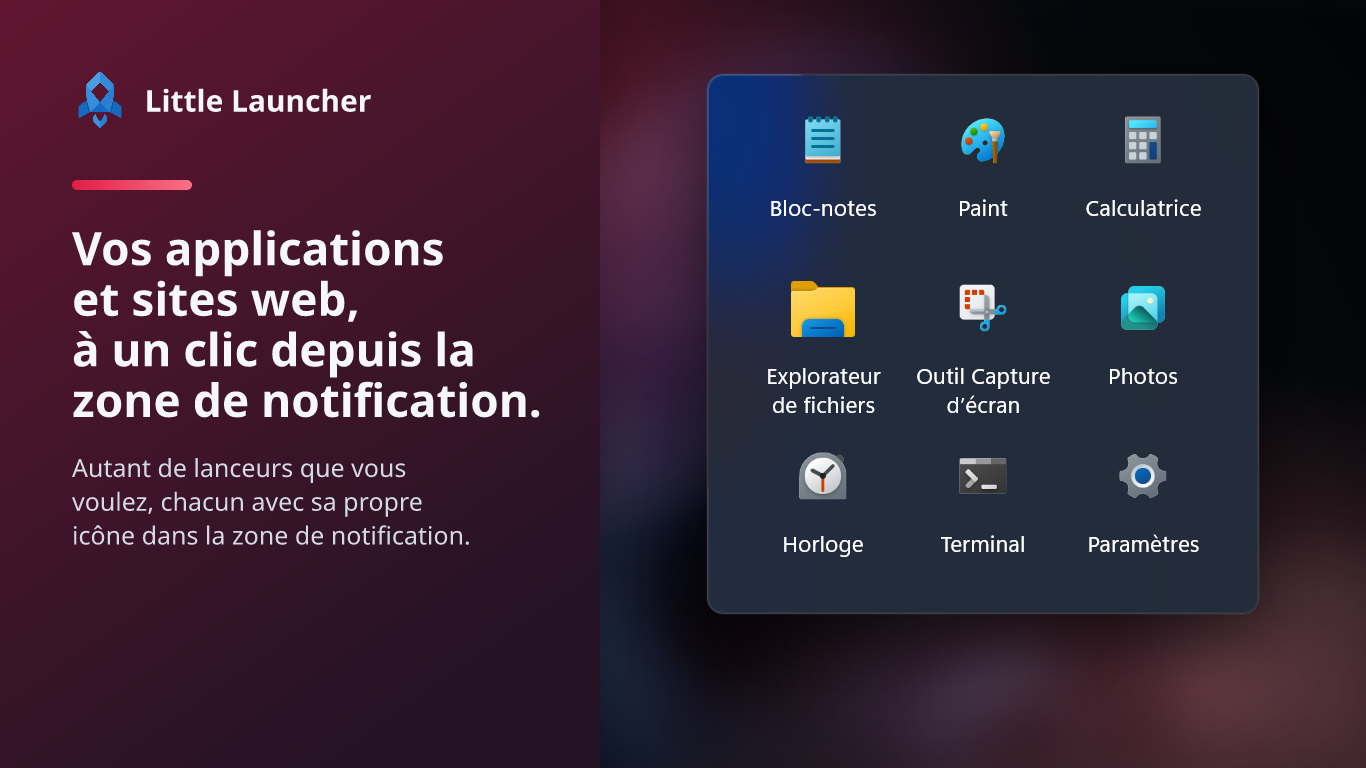 Little Launcher
Vos applications
et sites web,
à un clic depuis la
zone de notification.
Autant de lanceurs que vous
voulez, chacun avec sa propre
icône dans la zone de notification.
Bloc-notes
Paint
Calculatrice
Explorateur
de fichiers
Outil Capture
d’écran
Photos
Horloge
Terminal
Paramètres